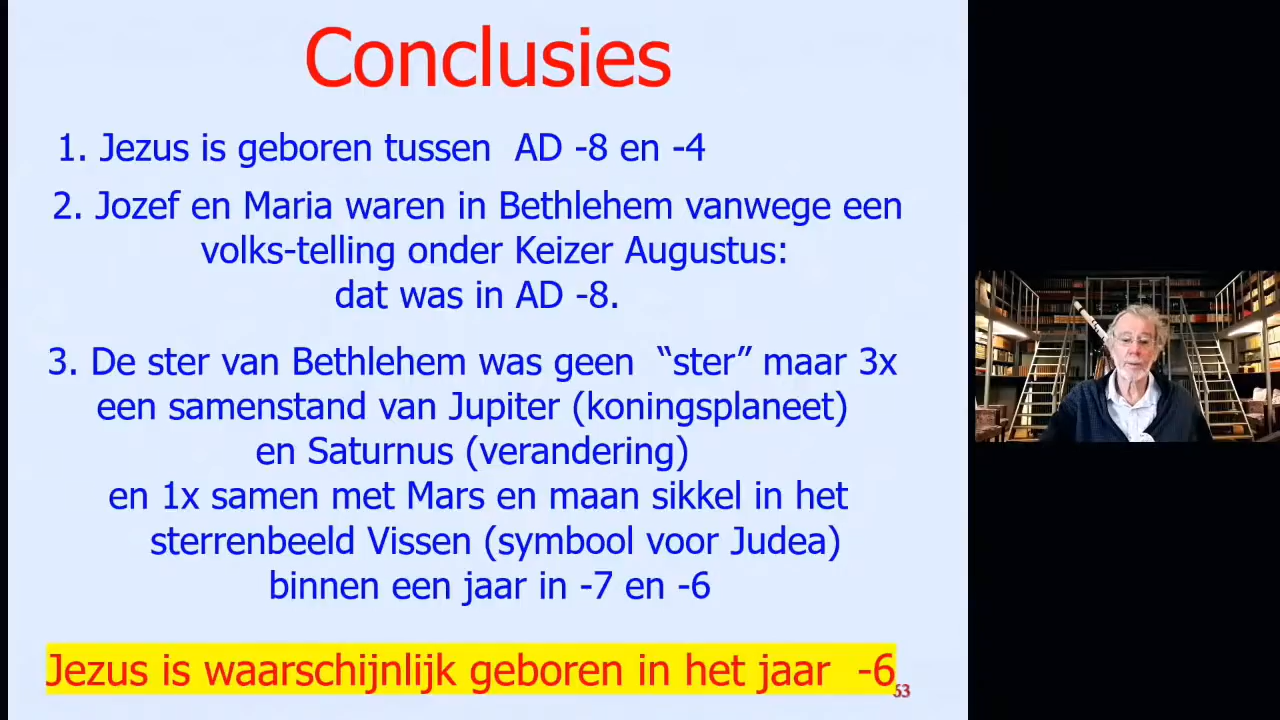 Conclusies
1. Jezus is geboren tussen AD -8 en -4
2. Jozef en Maria waren in Bethlehem vanwege een
volks-telling onder Keizer Augustus:
dat was in AD -8.
3. De ster van Bethlehem was geen “ster” maar 3x
een samenstand van Jupiter (koningsplaneet)
en Saturnus (verandering)
en 1x samen met Mars en maan sikkel in het
sterrenbeeld Vissen (symbool voor Judea)
binnen een jaar in -7 en -6
Jezus is waarschijnlijk geboren in het jaar -6
53